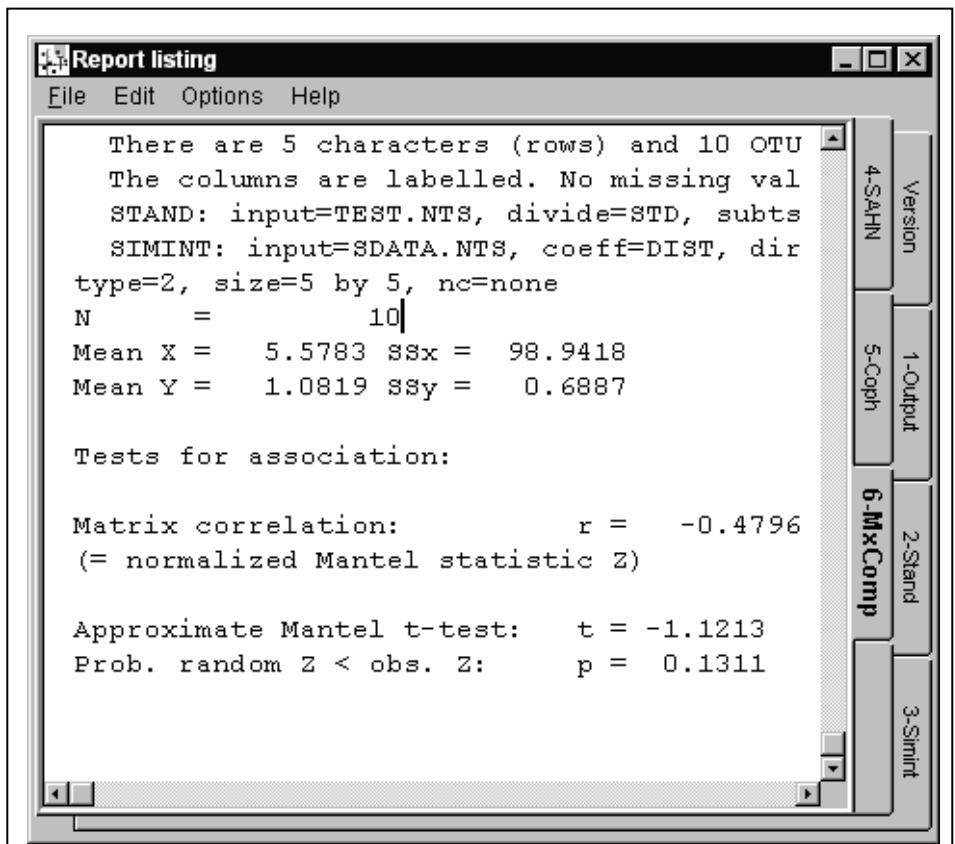 Report listing
File Edit Options Help
There are 5 characters (rows) and 10 OTU
The columns are labelled. No missing val
STAND: input=TEST.NTS, divide=STD, subts
SIMINT: input=SDATA.NTS, coeff=DIST, dir
type=2, size=5 by 5, nc=none
N = 10
Mean X = 5.5783 SSx = 98.9418
Mean Y = 1.0819 SSy = 0.6887
Tests for association:
Matrix correlation: r = -0.4796
(= normalized Mantel statistic Z)
Approximate Mantel t-test: t = -1.1213
Prob. random Z < obs. Z: p = 0.1311
4-SAHN
5-Coph
6-MxComp
Version
1-Output
2-Stand
3-Simint